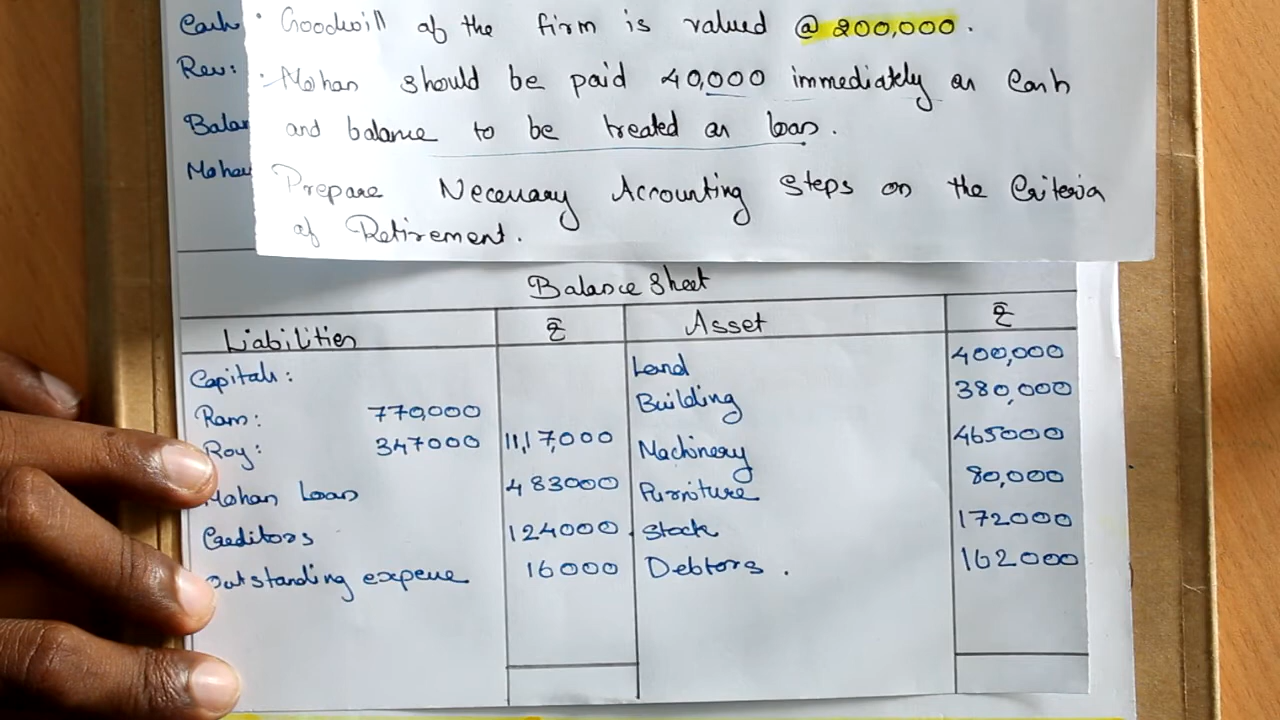 Cash
· Goodwill of the firm is valued @ 200,000.
Rev:
· Mohan should be paid 40,000 immediately as Cash
and balance to be treated as loan.
Balan
Mohan
Prepare Necessary Accounting Steps on the Criteria
of Retirement.
Balance Sheet
Liabilities ₹ Asset ₹
Capitals: Land 400,000
Ram: 770,000 Building 380,000
Roy: 347000 11,17,000 Machinery 465000
Mohan Loan 483000 Furniture 80,000
Creditors 124000 Stock 172000
Outstanding expense 16000 Debtors. 162000